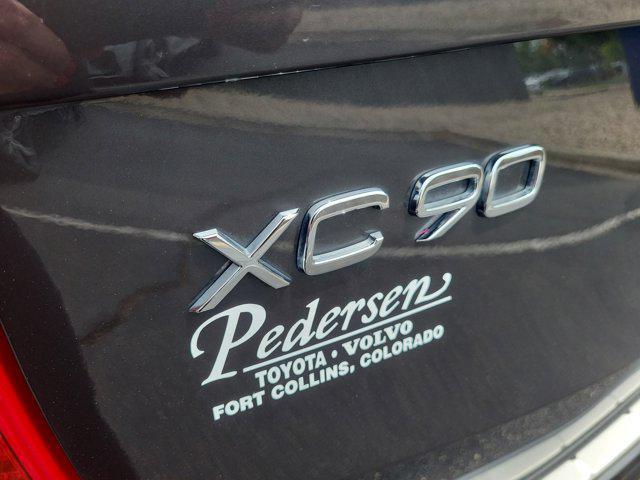 XC90
Pedersen
TOYOTA • VOLVO
FORT COLLINS, COLORADO